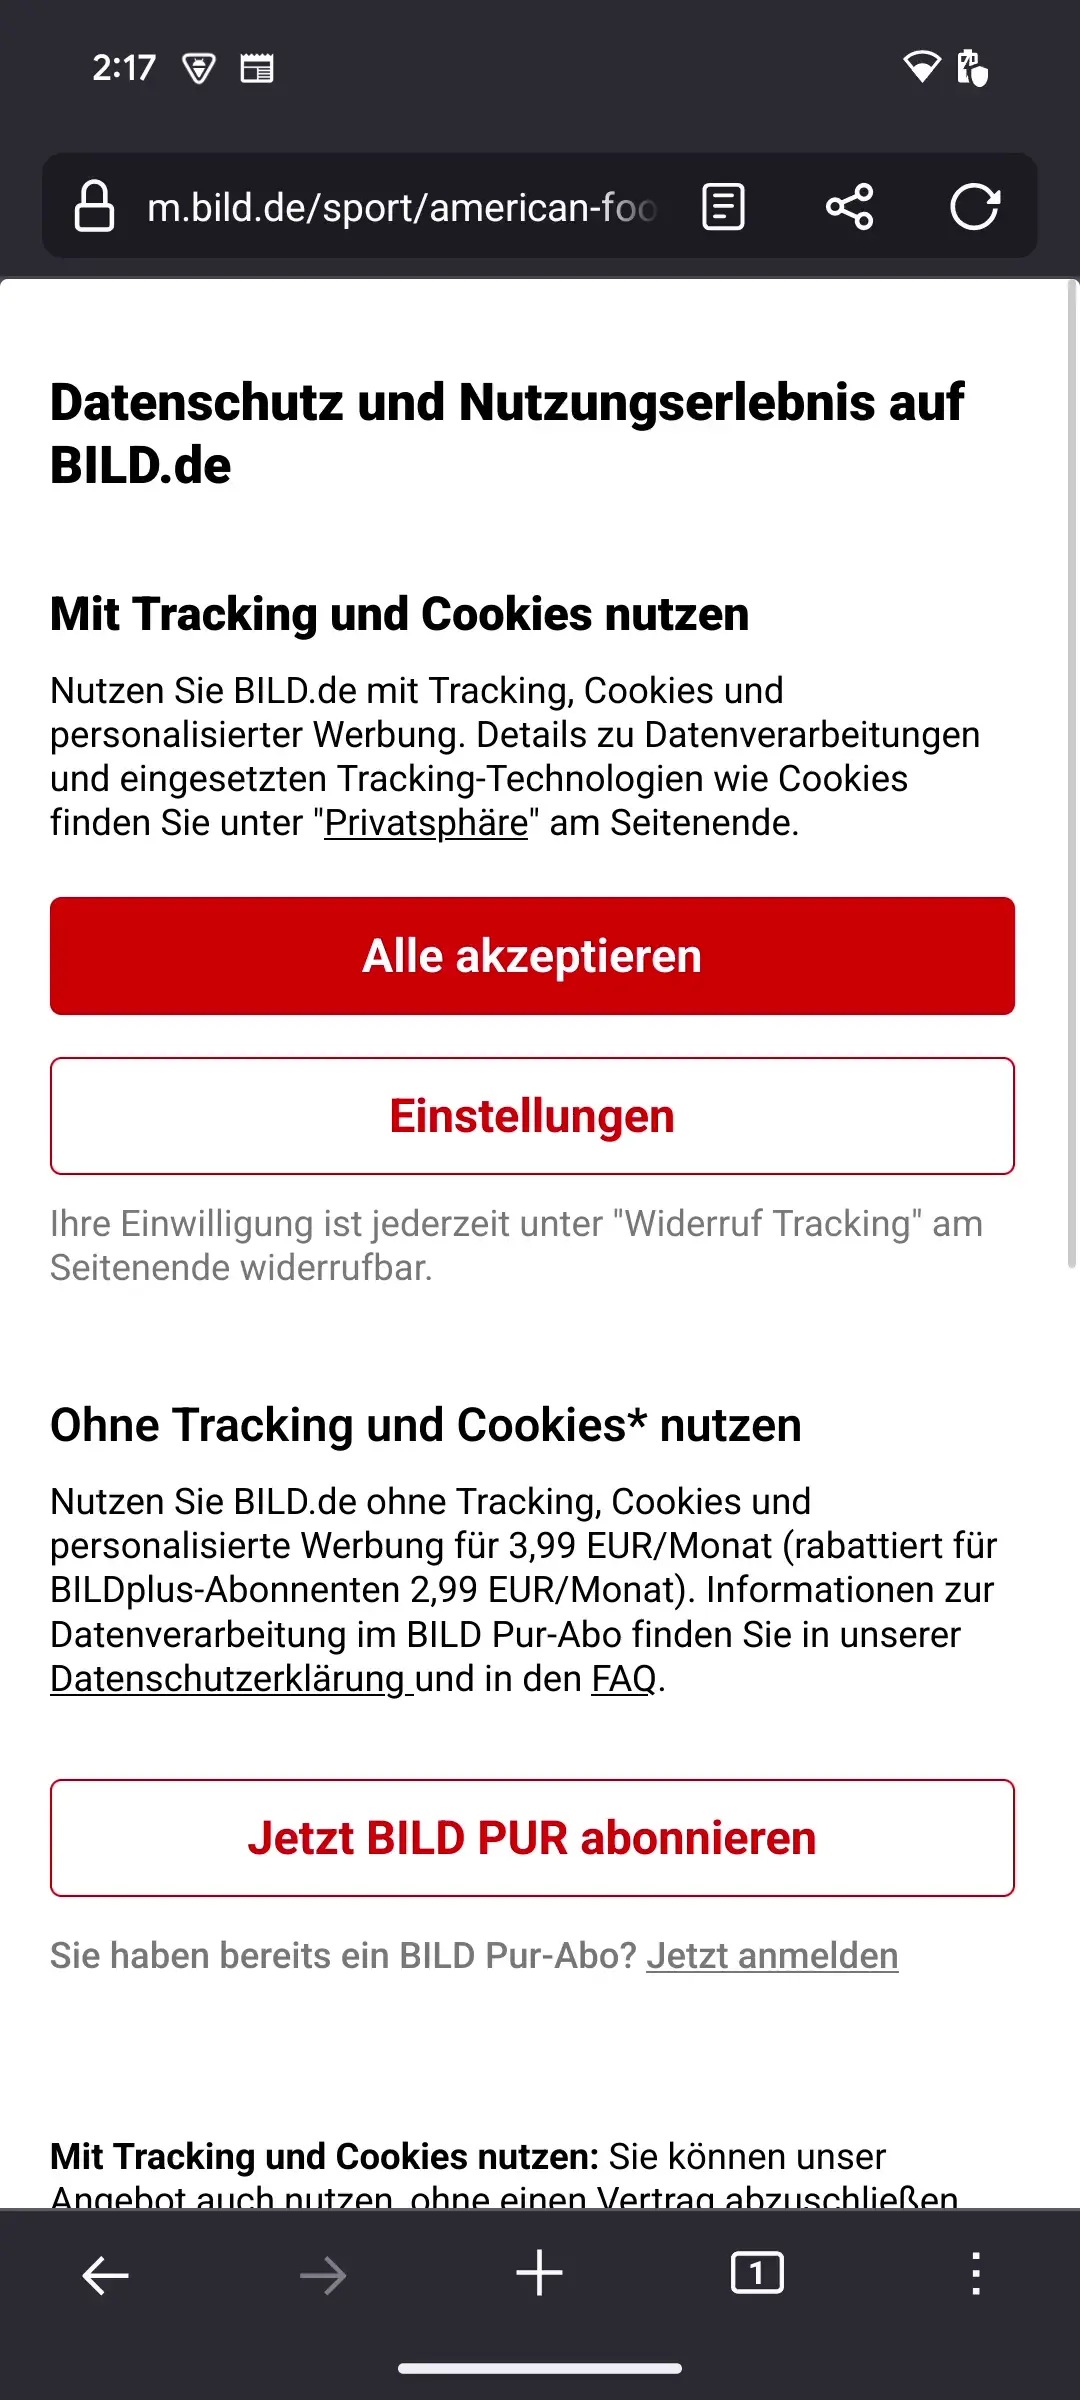 2:17
m.bild.de/sport/american-foo
Datenschutz und Nutzungserlebnis auf
BILD.de
Mit Tracking und Cookies nutzen
Nutzen Sie BILD.de mit Tracking, Cookies und
personalisierter Werbung. Details zu Datenverarbeitungen
und eingesetzten Tracking-Technologien wie Cookies
finden Sie unter "Privatsphäre" am Seitenende.
Alle akzeptieren
Einstellungen
Ihre Einwilligung ist jederzeit unter "Widerruf Tracking" am
Seitenende widerrufbar.
Ohne Tracking und Cookies* nutzen
Nutzen Sie BILD.de ohne Tracking, Cookies und
personalisierte Werbung für 3,99 EUR/Monat (rabattiert für
BILDplus-Abonnenten 2,99 EUR/Monat). Informationen zur
Datenverarbeitung im BILD Pur-Abo finden Sie in unserer
Datenschutzerklärung und in den FAQ.
Jetzt BILD PUR abonnieren
Sie haben bereits ein BILD Pur-Abo? Jetzt anmelden
Mit Tracking und Cookies nutzen: Sie können unser
Angebot auch nutzen, ohne einen Vertrag abzuschließen
1